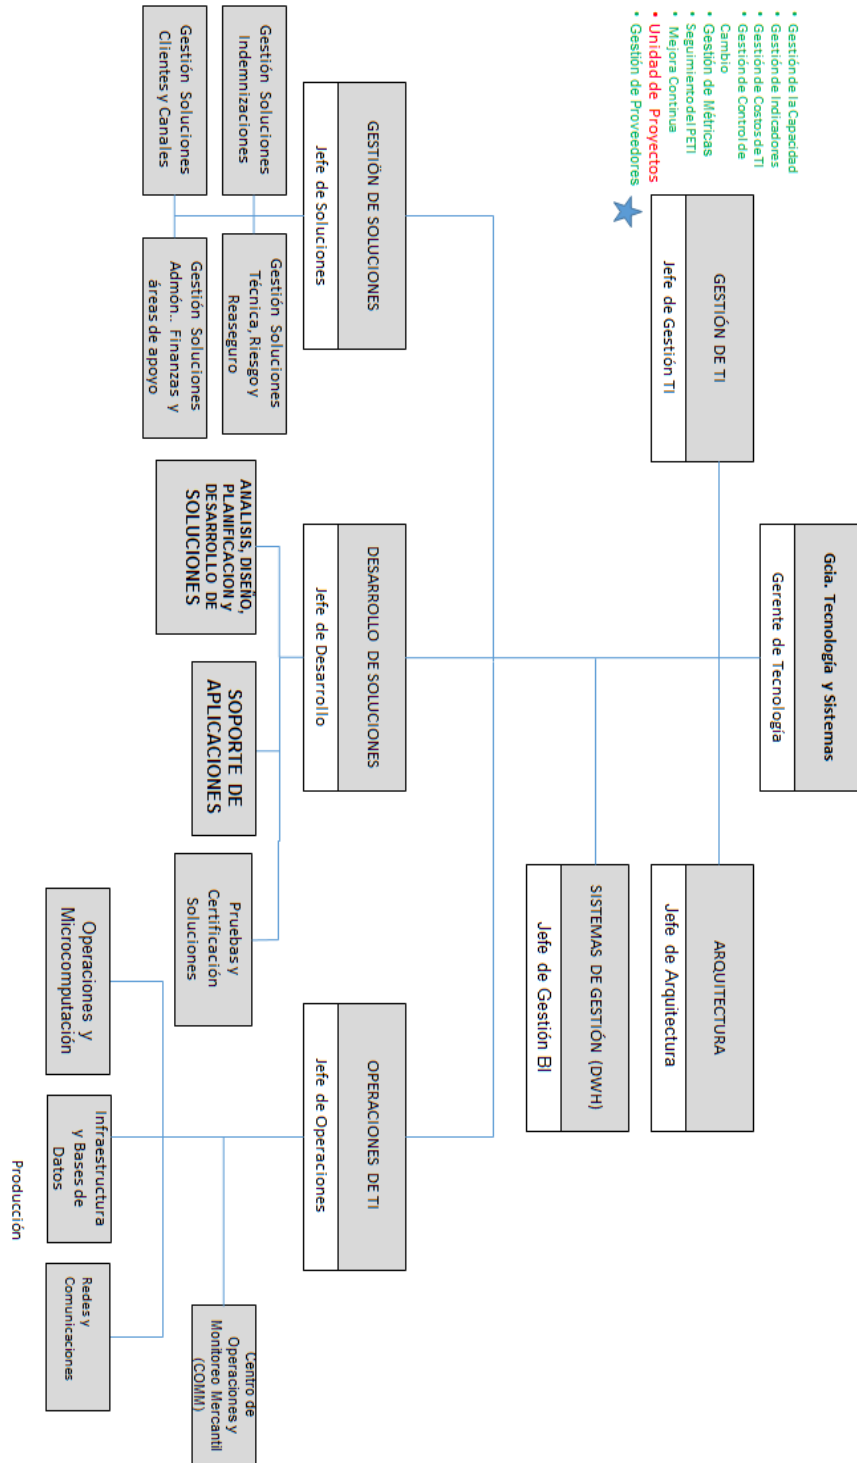 Gcia. Tecnología y Sistemas
Gerente de Tecnología
GESTIÓN DE TI
Jefe de Gestión TI
• Gestión de la Capacidad
• Gestión de Indicadores
• Gestión de Costos de TI
• Gestión de Control de
Cambio
• Gestión de Métricas
• Seguimiento del PETI
• Mejora Continua
• Unidad de Proyectos
• Gestión de Proveedores
ARQUITECTURA
Jefe de Arquitectura
SISTEMAS DE GESTIÓN (DWH)
Jefe de Gestión BI
GESTIÖN DE SOLUCIONES
Jefe de Soluciones
DESARROLLO DE SOLUCIONES
Jefe de Desarrollo
OPERACIONES DE TI
Jefe de Operaciones
Gestión Soluciones
Indemnizaciones
Gestión Soluciones
Técnica, Riesgo y
Reaseguro
Gestión Soluciones
Clientes y Canales
Gestión Soluciones
Admón.. Finanzas y
áreas de apoyo
ANALISIS, DISEÑO,
PLANIFICACION y
DESARROLLO DE
SOLUCIONES
SOPORTE DE
APLICACIONES
Pruebas y
Certificación
Soluciones
Centro de
Operaciones y
Monitoreo Mercantil
(COMM)
Operaciones y
Microcomputación
Infraestructura
y Bases de
Datos
Redes y
Comunicaciones
Producción